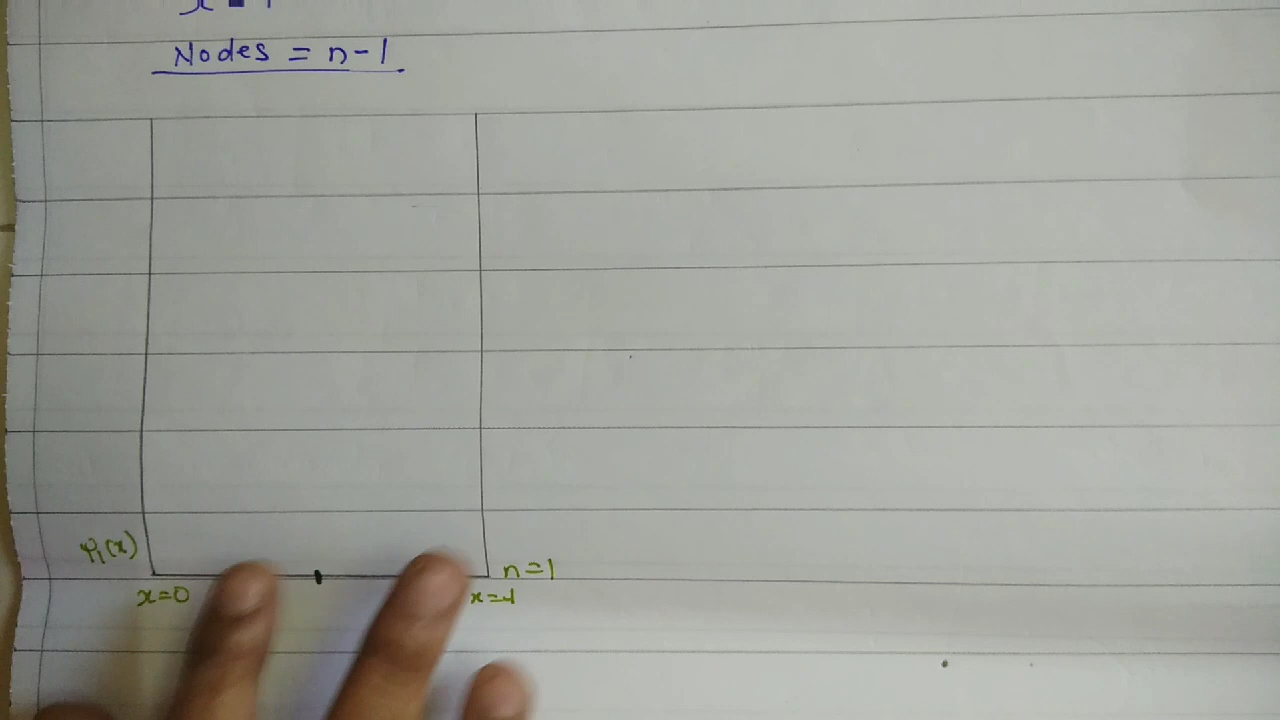 Nodes = n-1
ψ₁(x)
n=1
x=0